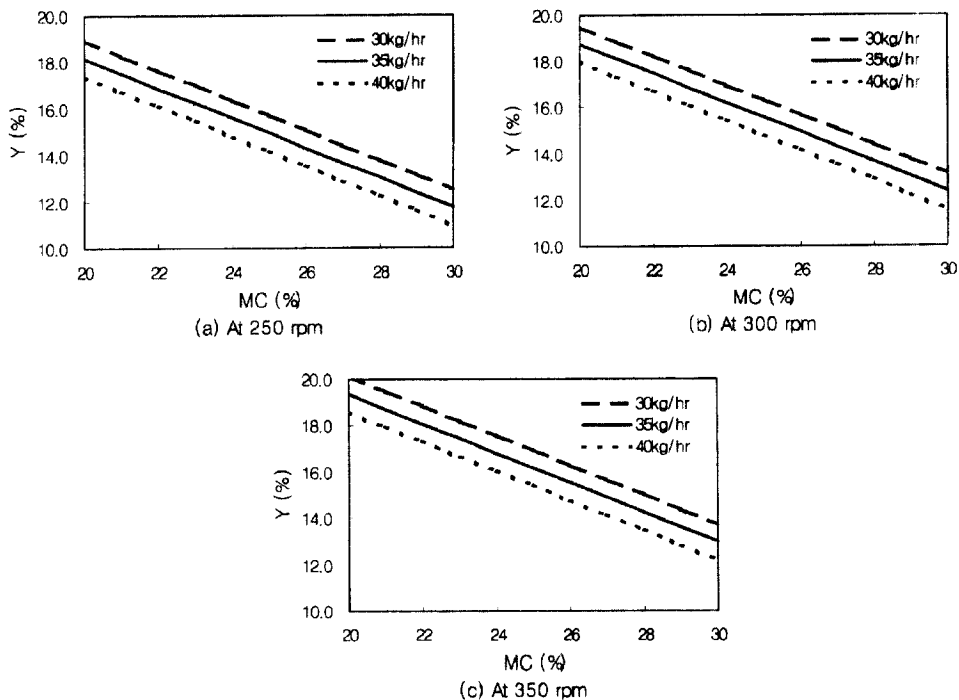 20.0
18.0
16.0
14.0
12.0
10.0
Y (%)
30kg/hr
35kg/hr
40kg/hr
20 22 24 26 28 30
MC (%)
(a) At 250 rpm
20.0
18.0
16.0
14.0
12.0
10.0
Y (%)
30kg/hr
35kg/hr
40kg/hr
20 22 24 26 28 30
MC (%)
(b) At 300 rpm
20.0
18.0
16.0
14.0
12.0
10.0
Y (%)
30kg/hr
35kg/hr
40kg/hr
20 22 24 26 28 30
MC (%)
(c) At 350 rpm